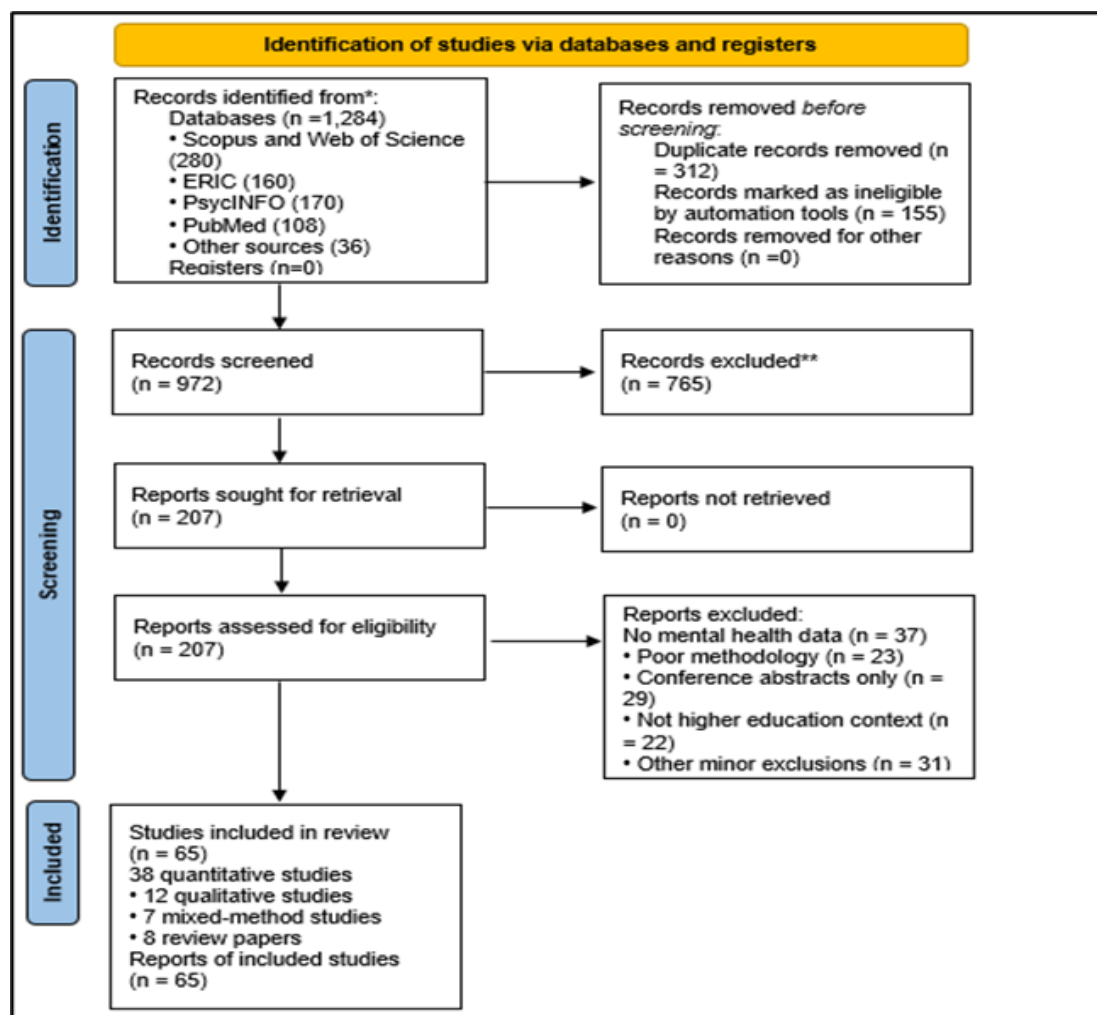 Identification of studies via databases and registers
Identification
Records identified from*:
Databases (n =1,284)
• Scopus and Web of Science
(280)
• ERIC (160)
• PsycINFO (170)
• PubMed (108)
• Other sources (36)
Registers (n=0)
Records removed before
screening:
Duplicate records removed (n
= 312)
Records marked as ineligible
by automation tools (n = 155)
Records removed for other
reasons (n =0)
Screening
Records screened
(n = 972)
Records excluded**
(n = 765)
Reports sought for retrieval
(n = 207)
Reports not retrieved
(n = 0)
Reports assessed for eligibility
(n = 207)
Reports excluded:
No mental health data (n = 37)
• Poor methodology (n = 23)
• Conference abstracts only (n =
29)
• Not higher education context (n
= 22)
• Other minor exclusions (n = 31)
Included
Studies included in review
(n = 65)
38 quantitative studies
• 12 qualitative studies
• 7 mixed-method studies
• 8 review papers
Reports of included studies
(n = 65)